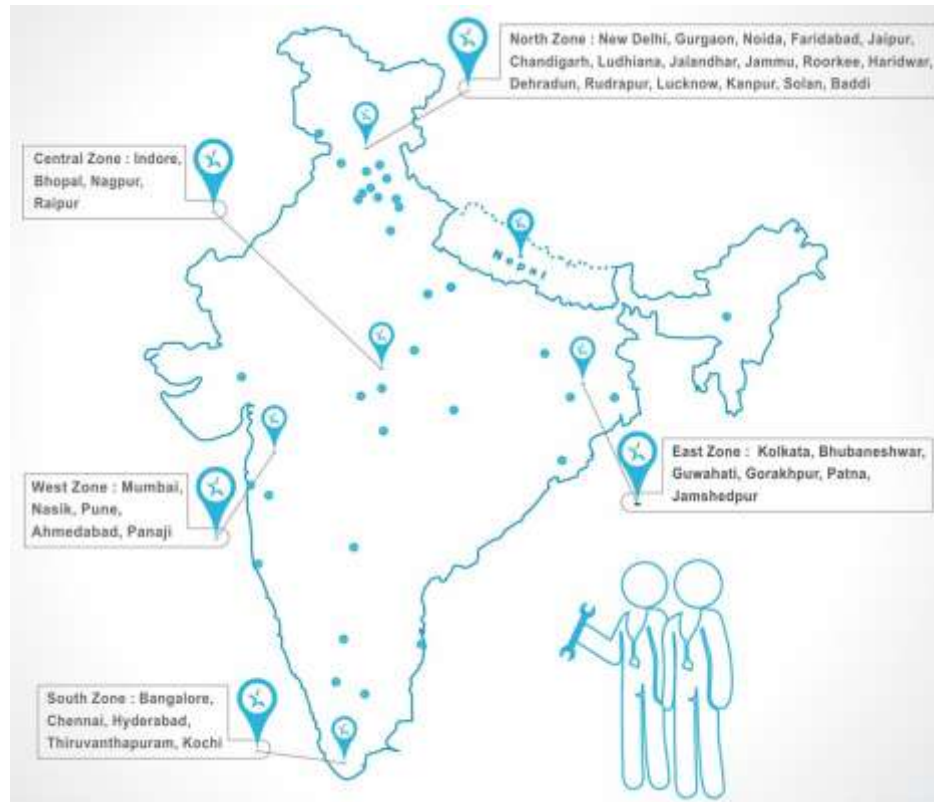 North Zone : New Delhi, Gurgaon, Noida, Faridabad, Jaipur,
Chandigarh, Ludhiana, Jalandhar, Jammu, Roorkee, Haridwar,
Dehradun, Rudrapur, Lucknow, Kanpur, Solan, Baddi
Central Zone : Indore,
Bhopal, Nagpur,
Raipur
Nepal
East Zone : Kolkata, Bhubaneshwar,
Guwahati, Gorakhpur, Patna,
Jamshedpur
West Zone : Mumbai,
Nasik, Pune,
Ahmedabad, Panaji
South Zone : Bangalore,
Chennai, Hyderabad,
Thiruvanthapuram, Kochi